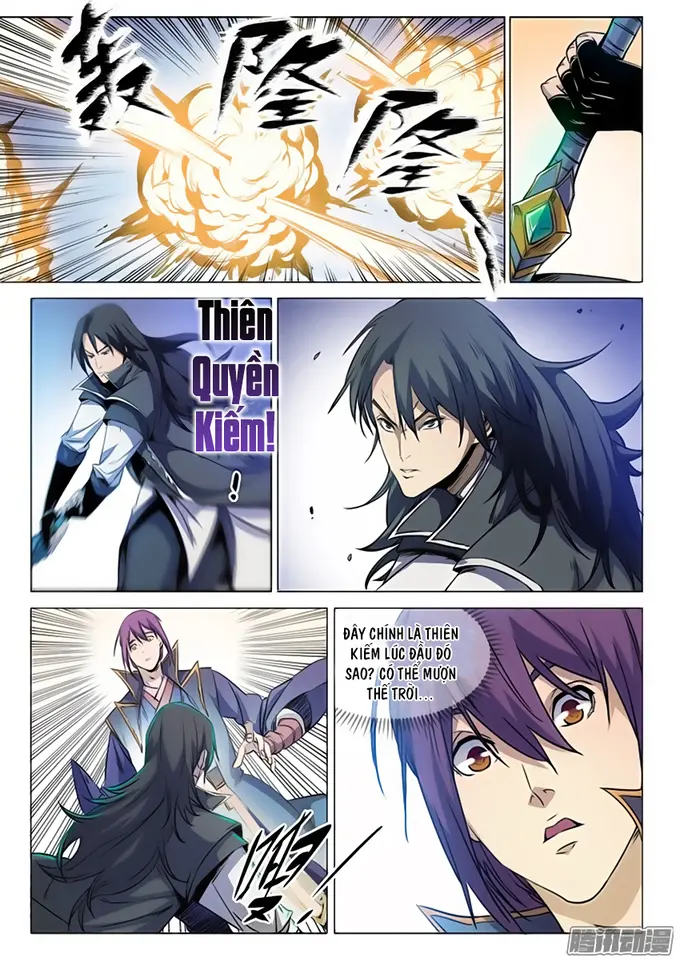 轰隆隆
Thiên
Quyền
Kiếm!
ĐÂY CHÍNH LÀ THIÊN
KIẾM LÚC ĐẦU ĐÓ
SAO? CÓ THỂ MƯỢN
THẾ TRỜI...
腾讯动漫